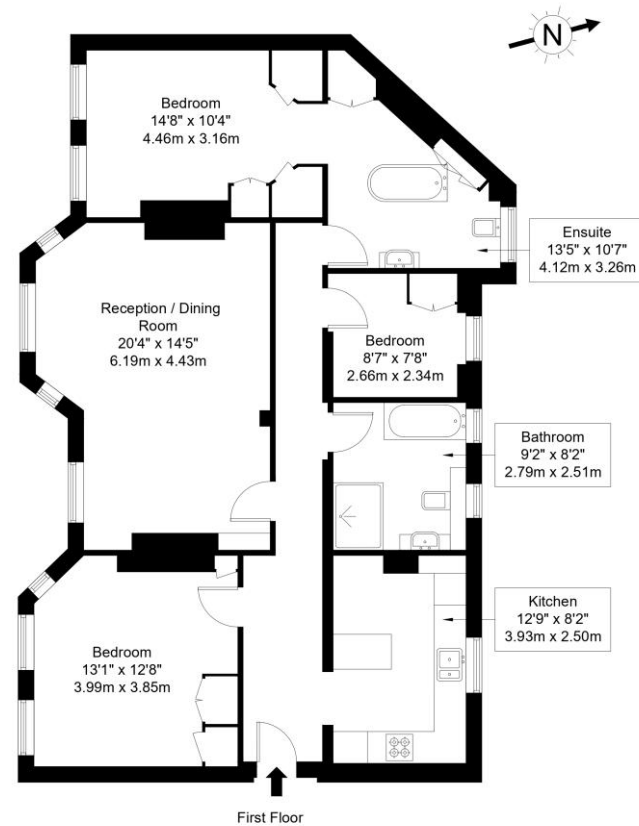 N
Bedroom
14'8" x 10'4"
4.46m x 3.16m
Ensuite
13'5" x 10'7"
4.12m x 3.26m
Reception / Dining
Room
20'4" x 14'5"
6.19m x 4.43m
Bedroom
8'7" x 7'8"
2.66m x 2.34m
Bathroom
9'2" x 8'2"
2.79m x 2.51m
Kitchen
12'9" x 8'2"
3.93m x 2.50m
Bedroom
13'1" x 12'8"
3.99m x 3.85m
First Floor